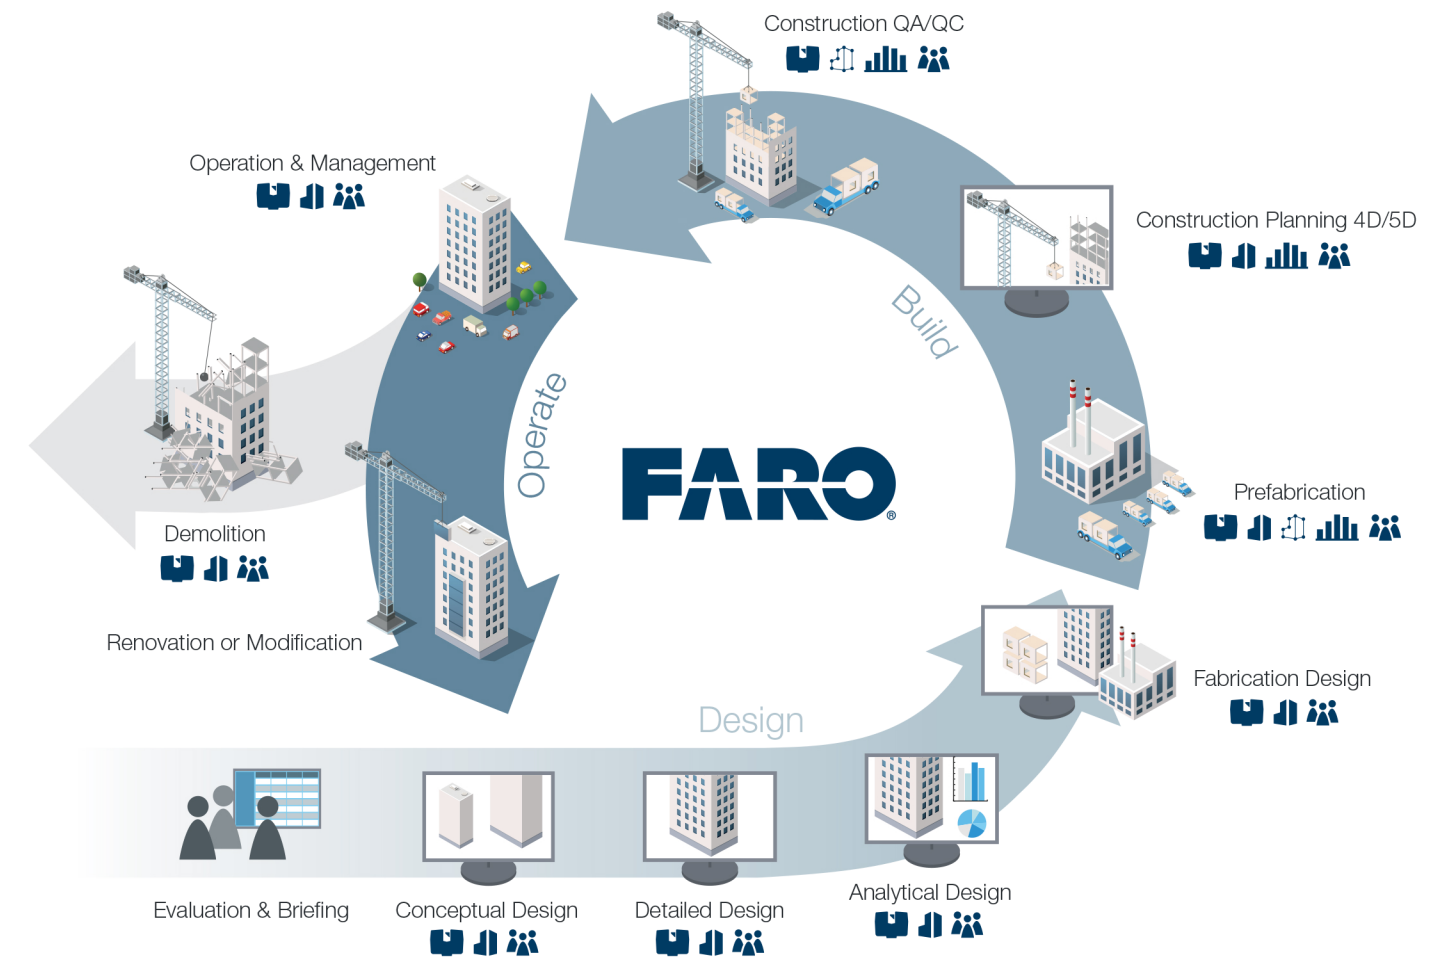 Construction QA/QC
Operation & Management
Construction Planning 4D/5D
Build
Operate
FARO®
Prefabrication
Demolition
Renovation or Modification
Fabrication Design
Design
Evaluation & Briefing
Conceptual Design
Detailed Design
Analytical Design